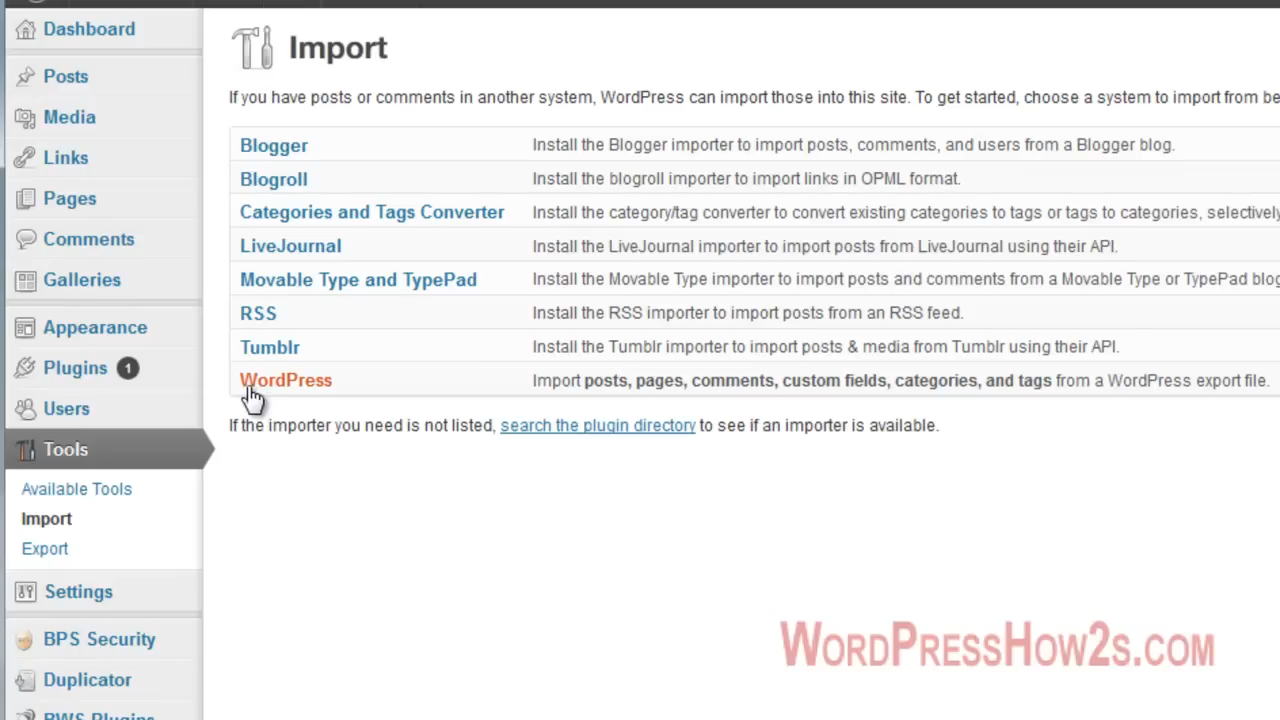 Dashboard
Posts
Media
Links
Pages
Comments
Galleries
Appearance
Plugins 1
Users
Tools
Available Tools
Import
Export
Settings
BPS Security
Duplicator
BWS Plugins
Import
If you have posts or comments in another system, WordPress can import those into this site. To get started, choose a system to import from be
Blogger Install the Blogger importer to import posts, comments, and users from a Blogger blog.
Blogroll Install the blogroll importer to import links in OPML format.
Categories and Tags Converter Install the category/tag converter to convert existing categories to tags or tags to categories, selectively
LiveJournal Install the LiveJournal importer to import posts from LiveJournal using their API.
Movable Type and TypePad Install the Movable Type importer to import posts and comments from a Movable Type or TypePad blog
RSS Install the RSS importer to import posts from an RSS feed.
Tumblr Install the Tumblr importer to import posts & media from Tumblr using their API.
WordPress Import posts, pages, comments, custom fields, categories, and tags from a WordPress export file.
If the importer you need is not listed, search the plugin directory to see if an importer is available.
WORDPRESSHOW2S.COM